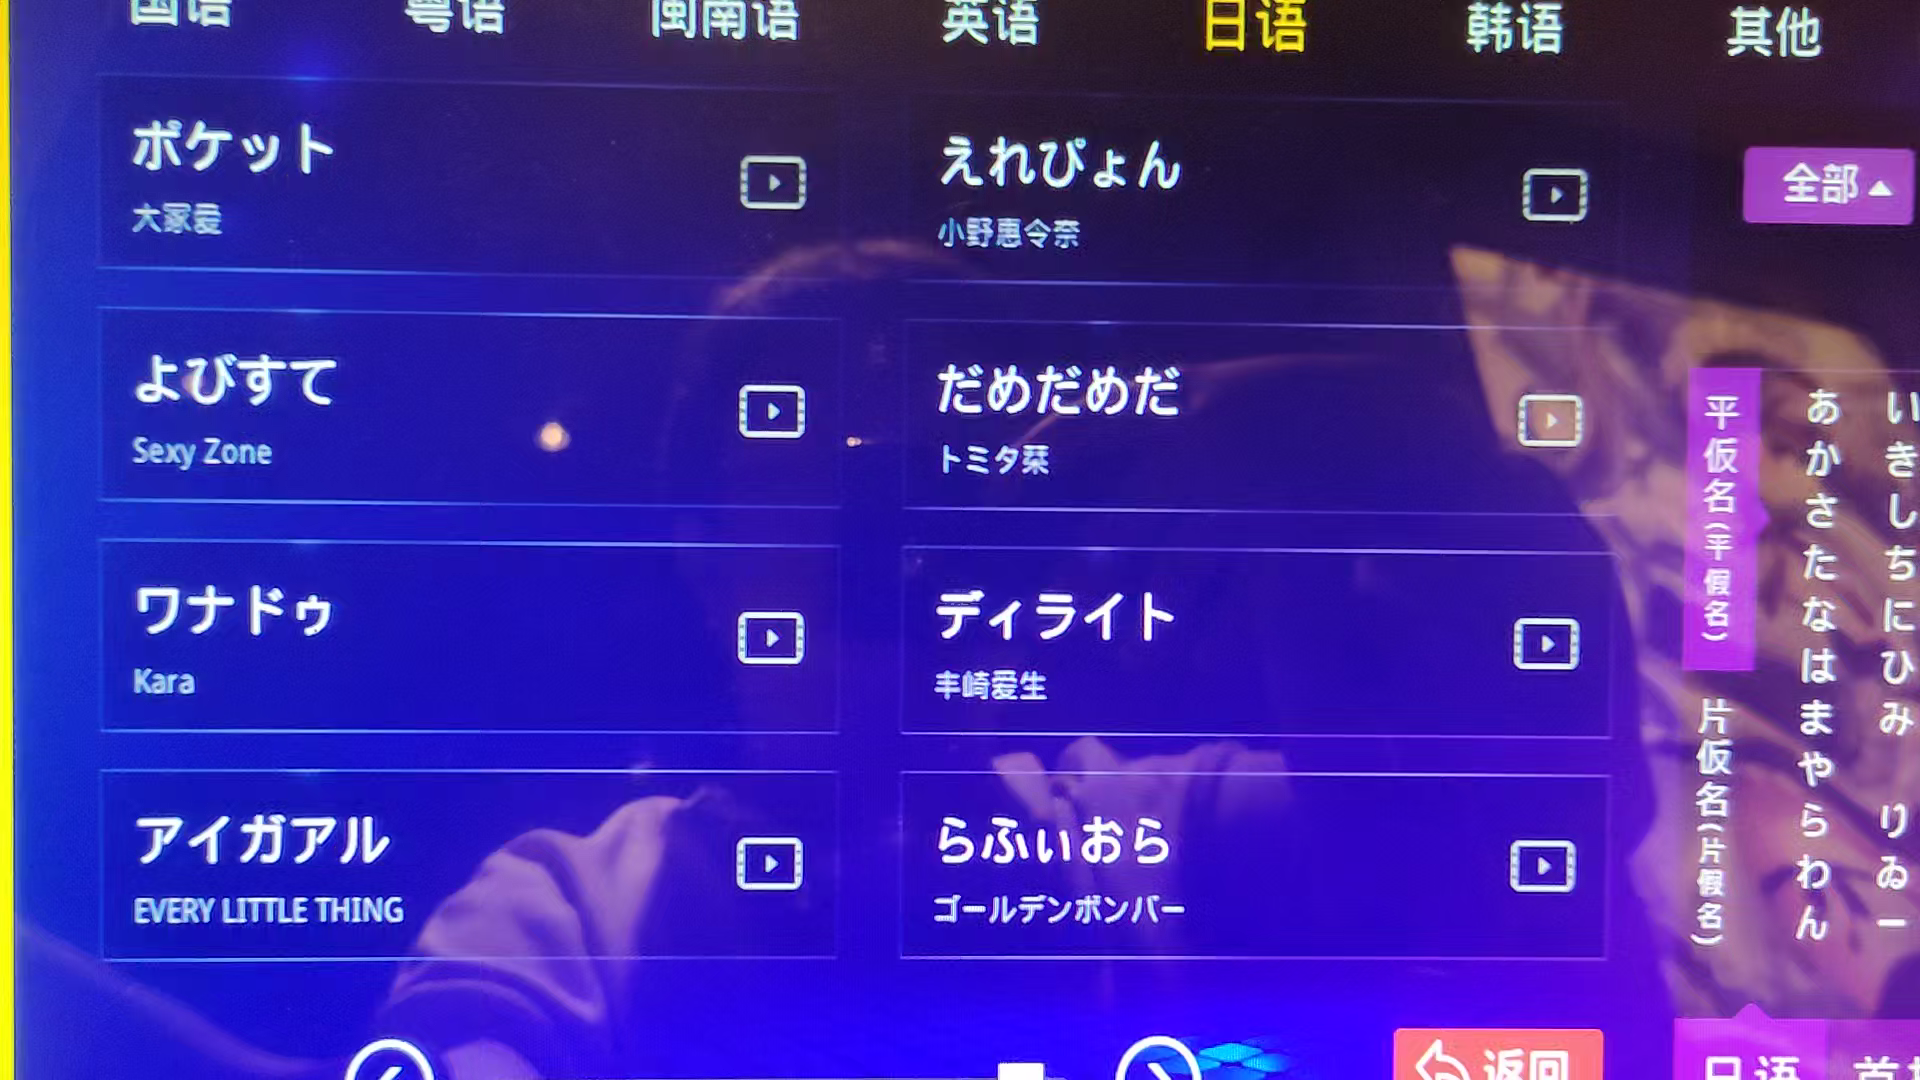 国语 粤语 闽南语 英语 日语 韩语 其他
ポケット
大冢爱
えれぴょん
小野惠令奈
全部
よびすて
Sexy Zone
だめだめだ
トミタ栞
ワナドゥ
Kara
ディライト
丰崎爱生
アイガアル
EVERY LITTLE THING
らふぃおら
ゴールデンボンバー
平仮名(平假名)
片仮名(片假名)
あかさたなはまやらわん
いきしちにひみ りゐー
返回
日语